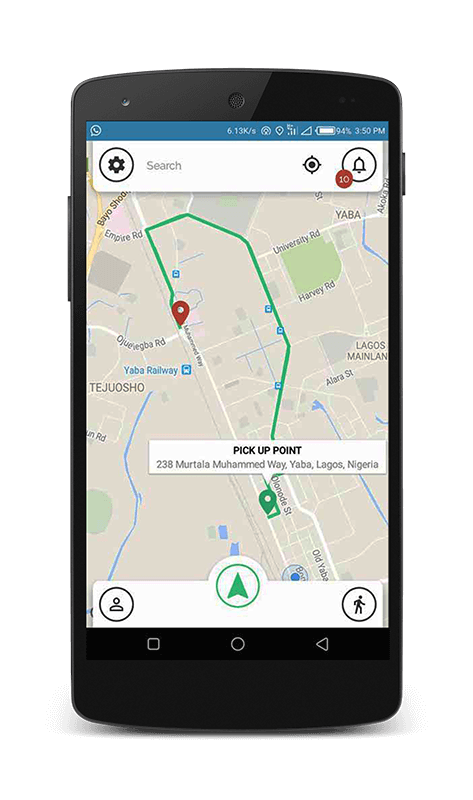 6.13K/s 94% 3:50 PM
Search
10
Bayo Shoo
Akoka Rd
YABA
Empire Rd
University Rd
Harvey Rd
Muhammed Way
Ojuelegba Rd
LAGOS
MAINLAN
Yaba Railway
Alara St
TEJUOSHO
un Rd
PICK UP POINT
238 Murtala Muhammed Way, Yaba, Lagos, Nigeria
Olonode St
Old Yaba